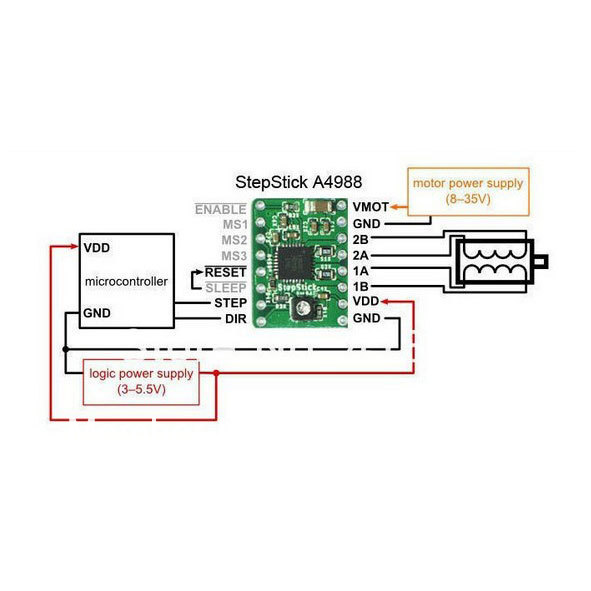 StepStick A4988
motor power supply
(8–35V)
ENABLE
MS1
MS2
MS3
RESET
SLEEP
STEP
DIR
VMOT
GND
2B
2A
1A
1B
VDD
GND
StepStick
VDD
microcontroller
GND
logic power supply
(3–5.5V)